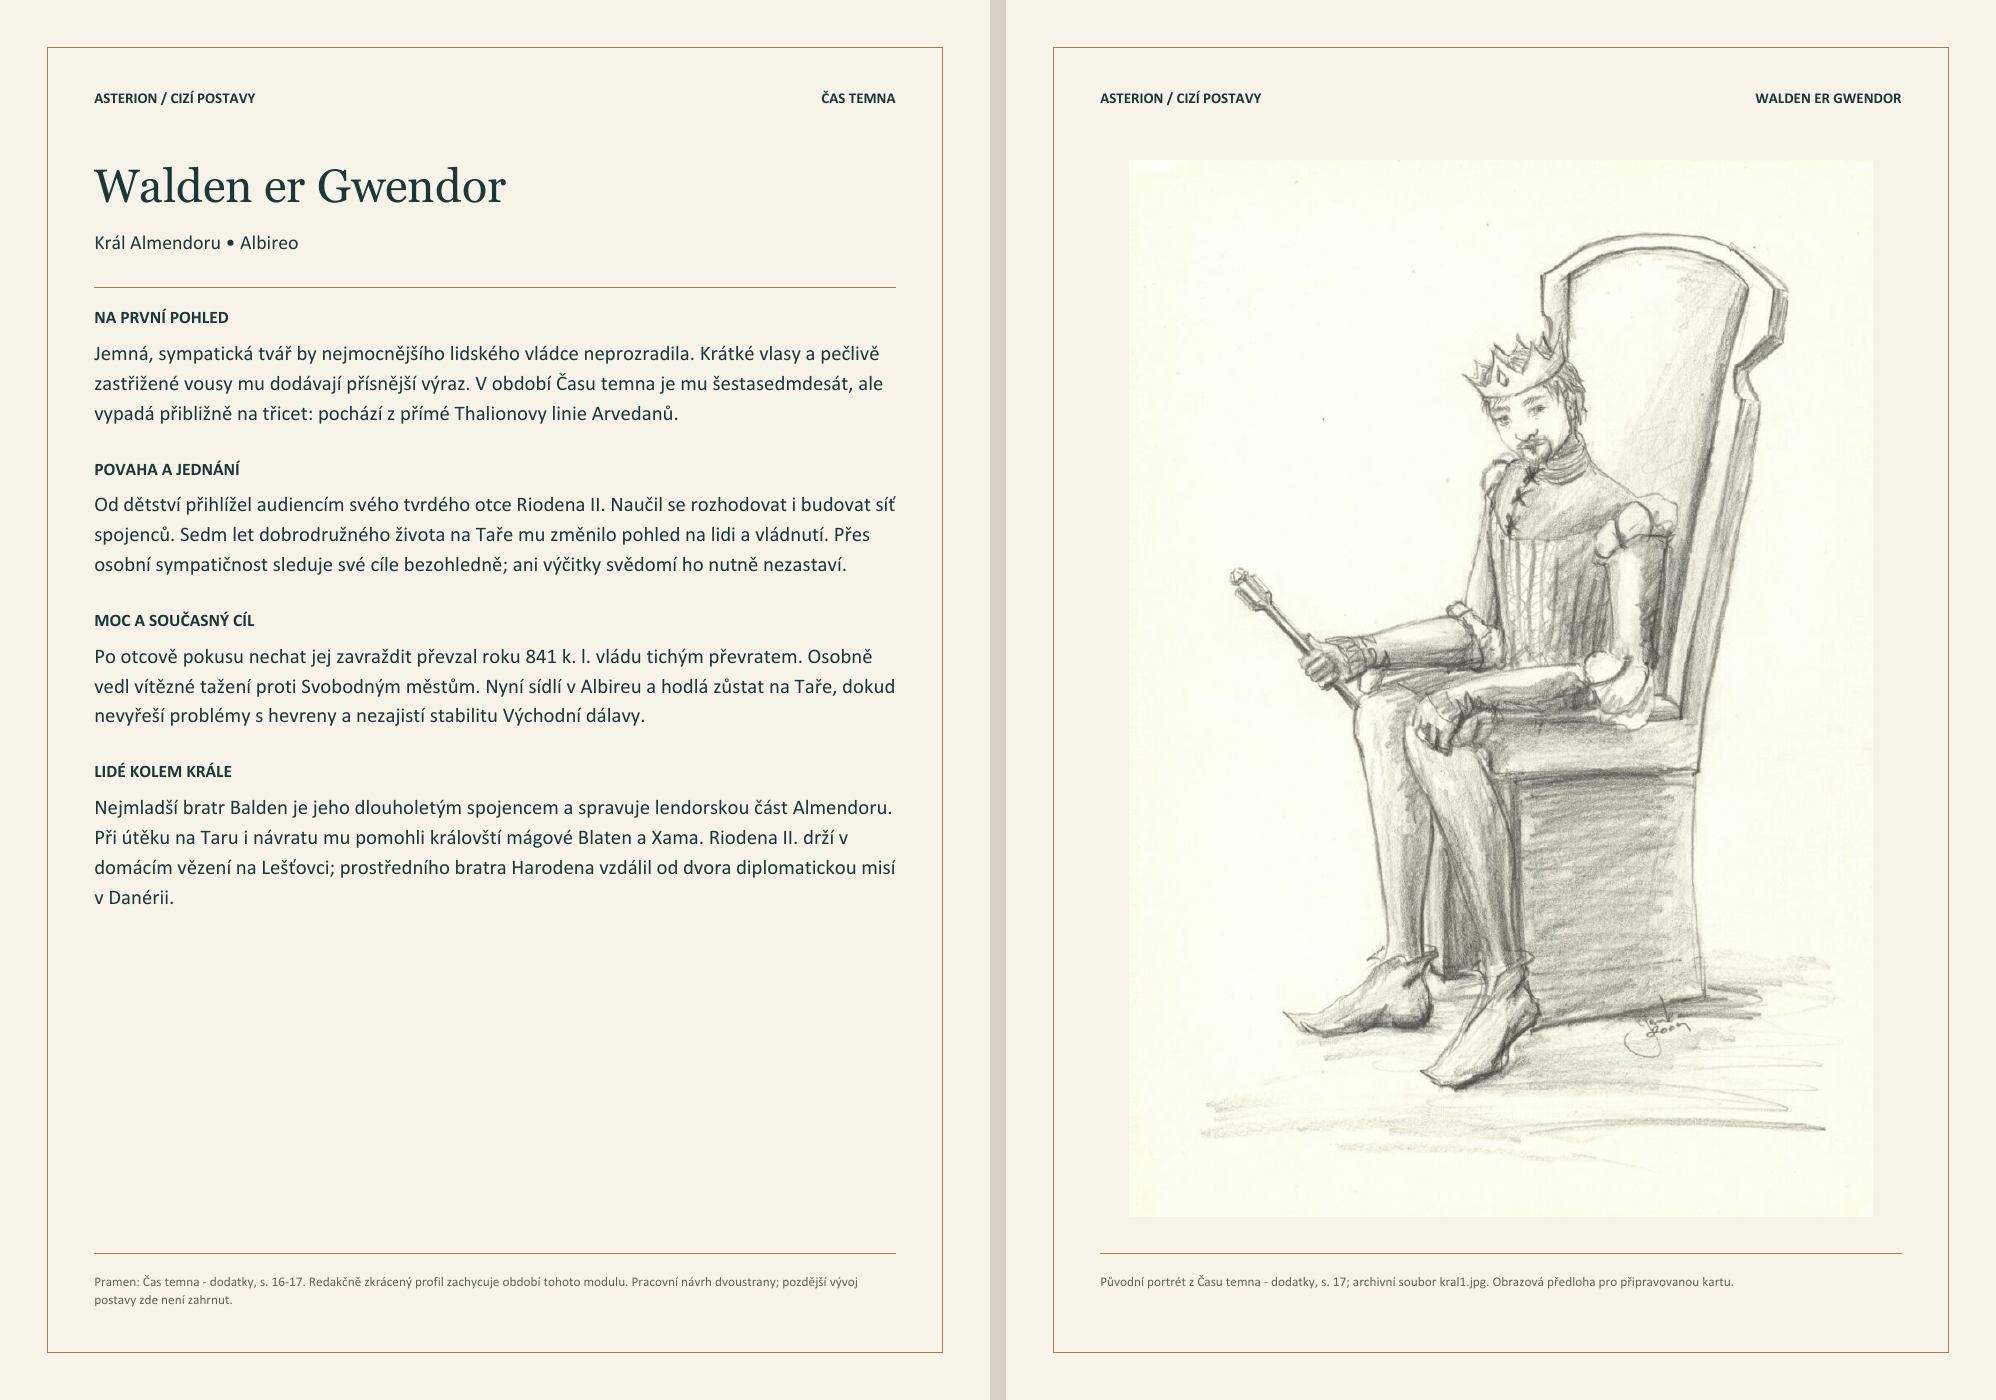 ASTERION / CIZÍ POSTAVY
ČAS TEMNA
Walden er Gwendor
Král Almendoru • Albireo
NA PRVNÍ POHLED
Jemná, sympatická tvář by nejmocnějšího lidského vládce neprozradila. Krátké vlasy a pečlivě
zastřižené vousy mu dodávají přísnější výraz. V období Času temna je mu šestasedmdesát, ale
vypadá přibližně na třicet: pochází z přímé Thalionovy linie Arvedanů.
POVAHA A JEDNÁNÍ
Od dětství přihlížel audiencím svého tvrdého otce Riodena II. Naučil se rozhodovat i budovat síť
spojenců. Sedm let dobrodružného života na Taře mu změnilo pohled na lidi a vládnutí. Přes
osobní sympatičnost sleduje své cíle bezohledně; ani výčitky svědomí ho nutně nezastaví.
MOC A SOUČASNÝ CÍL
Po otcově pokusu nechat jej zavraždit převzal roku 841 k. l. vládu tichým převratem. Osobně
vedl vítězné tažení proti Svobodným městům. Nyní sídlí v Albireu a hodlá zůstat na Taře, dokud
nevyřeší problémy s hevreny a nezajistí stabilitu Východní dálavy.
LIDÉ KOLEM KRÁLE
Nejmladší bratr Balden je jeho dlouholetým spojencem a spravuje lendorskou část Almendoru.
Při útěku na Taru i návratu mu pomohli královští mágové Blaten a Xama. Riodena II. drží v
domácím vězení na Lešťovci; prostředního bratra Harodena vzdálil od dvora diplomatickou misí
v Danérii.
Pramen: Čas temna - dodatky, s. 16-17. Redakčně zkrácený profil zachycuje období tohoto modulu. Pracovní návrh dvoustrany; pozdější vývoj
postavy zde není zahrnut.
ASTERION / CIZÍ POSTAVY
WALDEN ER GWENDOR
Původní portrét z Času temna - dodatky, s. 17; archivní soubor kral1.jpg. Obrazová předloha pro připravovanou kartu.